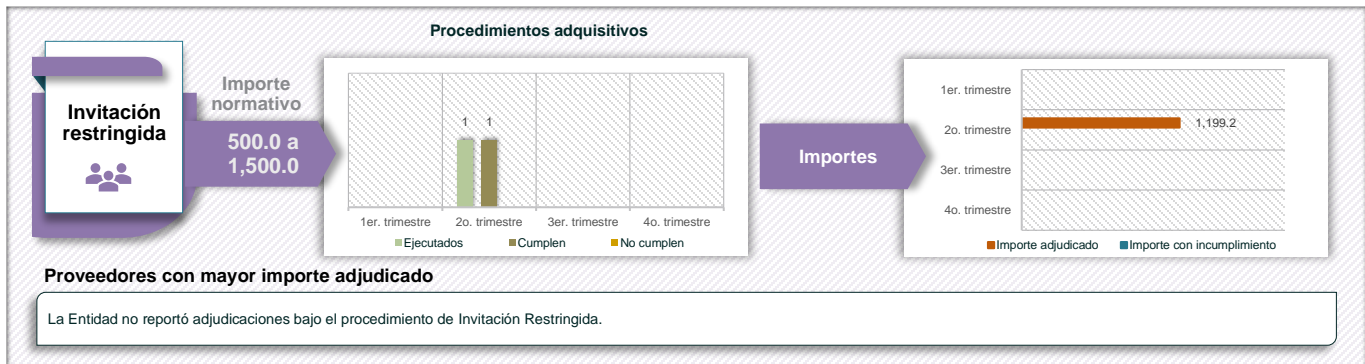 Procedimientos adquisitivos
Invitación
restringida
Importe
normativo
500.0 a
1,500.0
1 1
1er. trimestre 2o. trimestre 3er. trimestre 4o. trimestre
Ejecutados Cumplen No cumplen
Importes
1er. trimestre
2o. trimestre 1,199.2
3er. trimestre
4o. trimestre
Importe adjudicado Importe con incumplimiento
Proveedores con mayor importe adjudicado
La Entidad no reportó adjudicaciones bajo el procedimiento de Invitación Restringida.